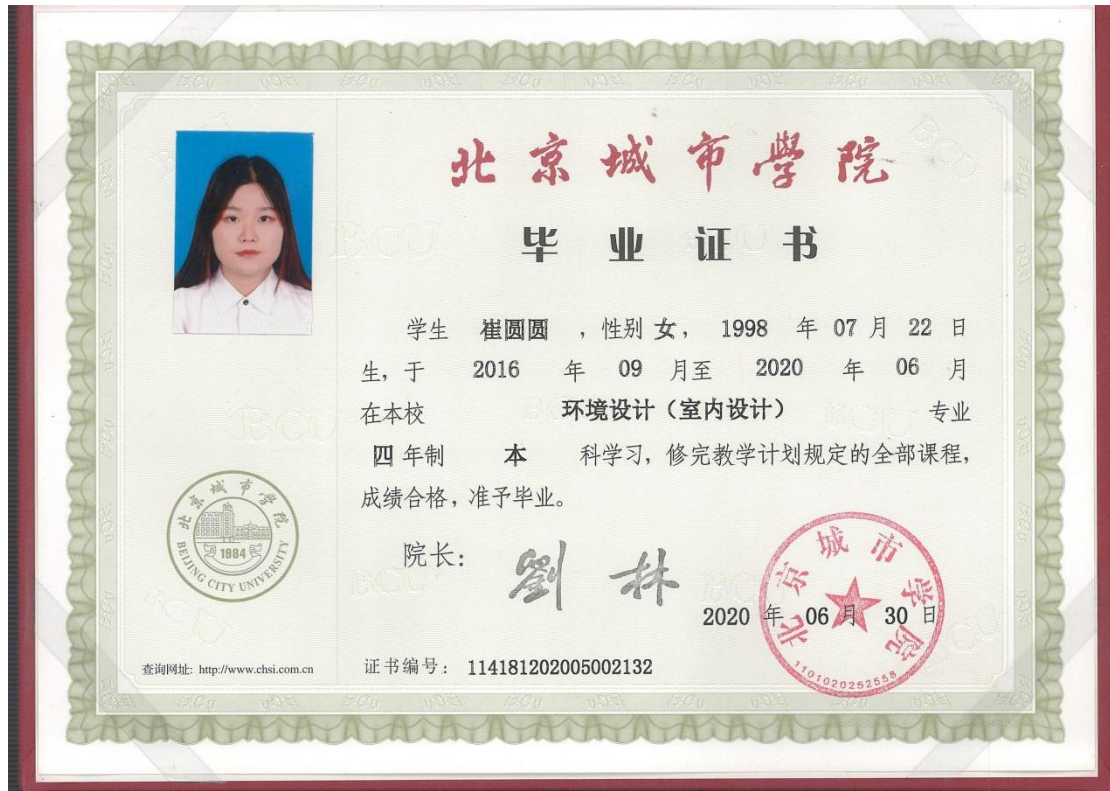 北京城市學院
毕业证书
学生 崔圆圆 ，性别 女， 1998 年 07 月 22 日
生，于 2016 年 09 月至 2020 年 06 月
在本校 环境设计（室内设计） 专业
四 年制 本 科学习，修完教学计划规定的全部课程，
成绩合格，准予毕业。
院长：劉林
2020 年 06 月 30 日
北京城市学院
1101020252558
北京城市学院
1984
BEIJING CITY UNIVERSITY
查询网址: http://www.chsi.com.cn
证书编号： 114181202005002132
BCU